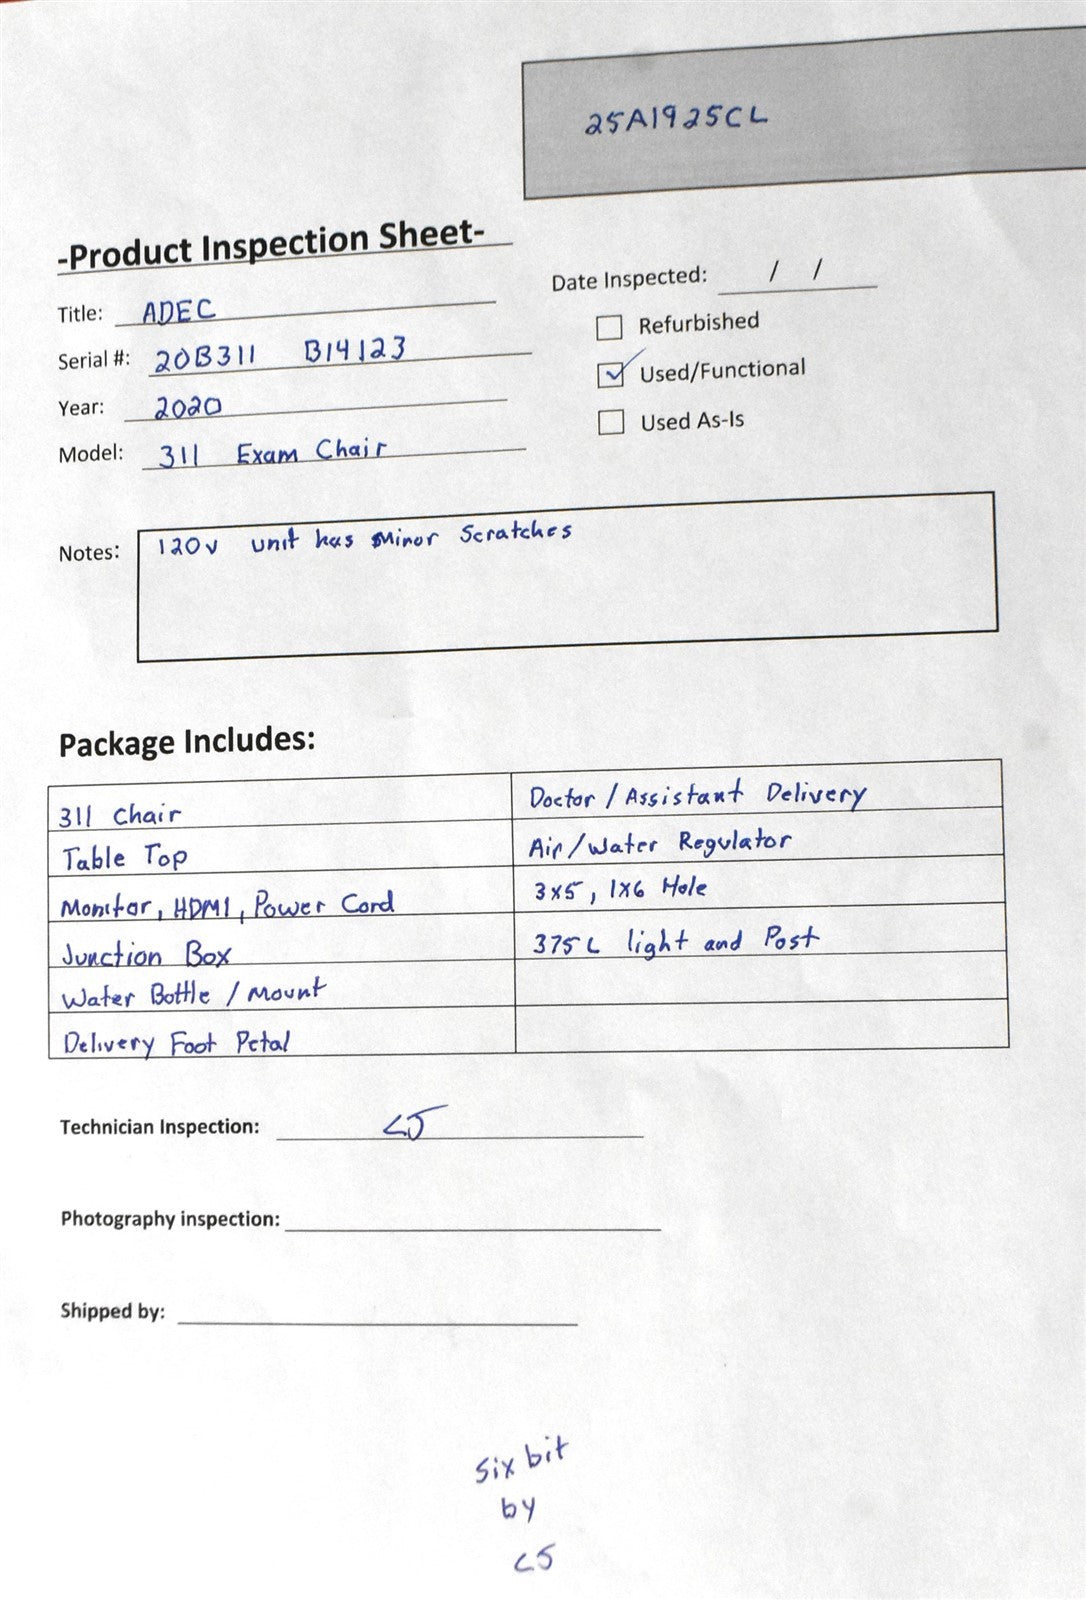 25A1925CL
-Product Inspection Sheet-
Date Inspected: / /
Title: ADEC
Refurbished
Serial #: 20B311 B14123
Used/Functional
Year: 2020
Used As-Is
Model: 311 Exam Chair
Notes: 120v unit has Minor Scratches
Package Includes:
311 Chair
Doctor / Assistant Delivery
Table Top
Air/Water Regulator
Monitor, HDMI, Power Cord
3x5, 1x6 Hole
Junction Box
375L light and Post
Water Bottle / Mount
Delivery Foot Petal
Technician Inspection: CJ
Photography inspection:
Shipped by:
Six bit
by